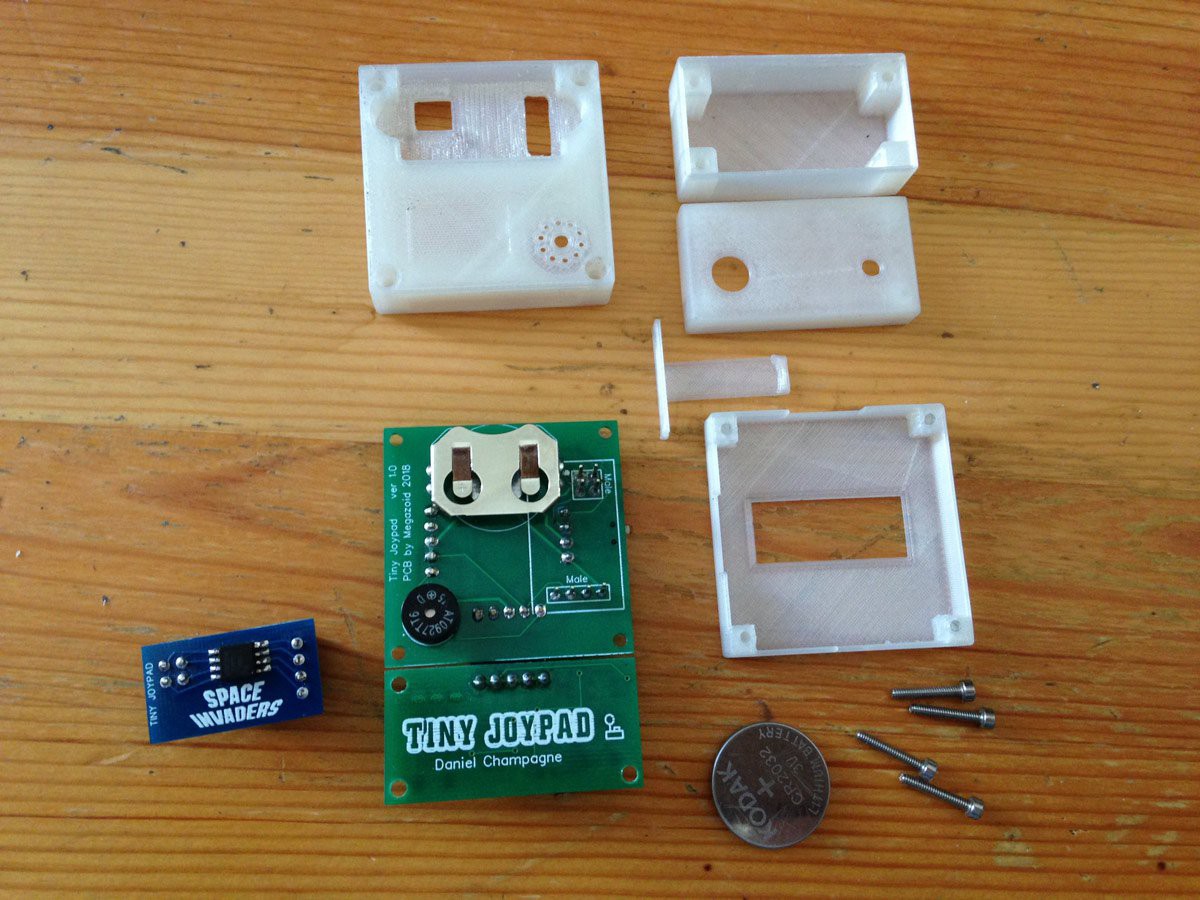 Tiny Joypad ver 1.0
PCB by Megazoid 2018
Male
Male
TINY JOYPAD
Daniel Champagne
TINY JOYPAD
SPACE
INVADERS
BATTERY
CR2032
3V
+
KODAK